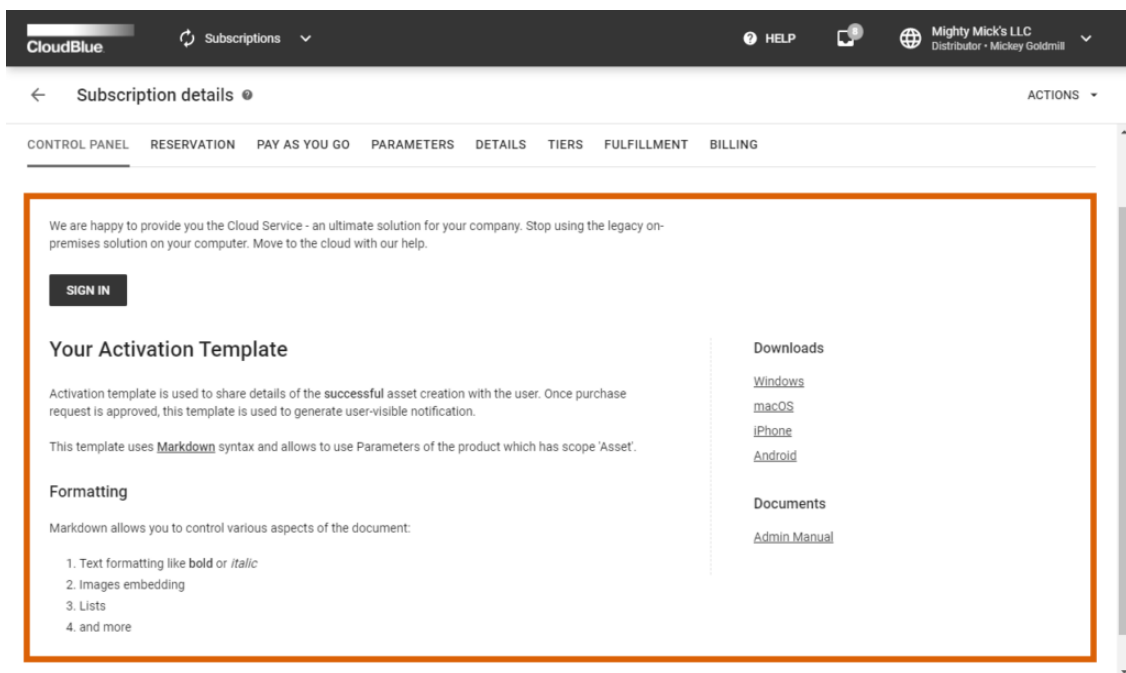 CloudBlue
Subscriptions
HELP
8
Mighty Mick's LLC
Distributor • Mickey Goldmill
Subscription details
ACTIONS
CONTROL PANEL RESERVATION PAY AS YOU GO PARAMETERS DETAILS TIERS FULFILLMENT BILLING
We are happy to provide you the Cloud Service - an ultimate solution for your company. Stop using the legacy on-
premises solution on your computer. Move to the cloud with our help.
SIGN IN
Your Activation Template
Activation template is used to share details of the successful asset creation with the user. Once purchase
request is approved, this template is used to generate user-visible notification.
This template uses Markdown syntax and allows to use Parameters of the product which has scope 'Asset'.
Formatting
Markdown allows you to control various aspects of the document:
1. Text formatting like bold or italic
2. Images embedding
3. Lists
4. and more
Downloads
Windows
macOS
iPhone
Android
Documents
Admin Manual